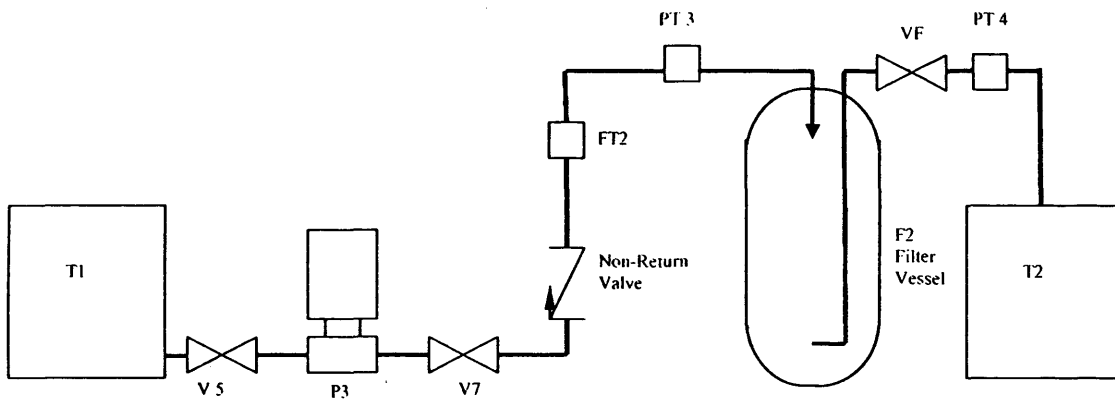 PT 3
PT 4
VF
FT2
T1
Non-Return
Valve
F2
Filter
Vessel
T2
V 5
P3
V7